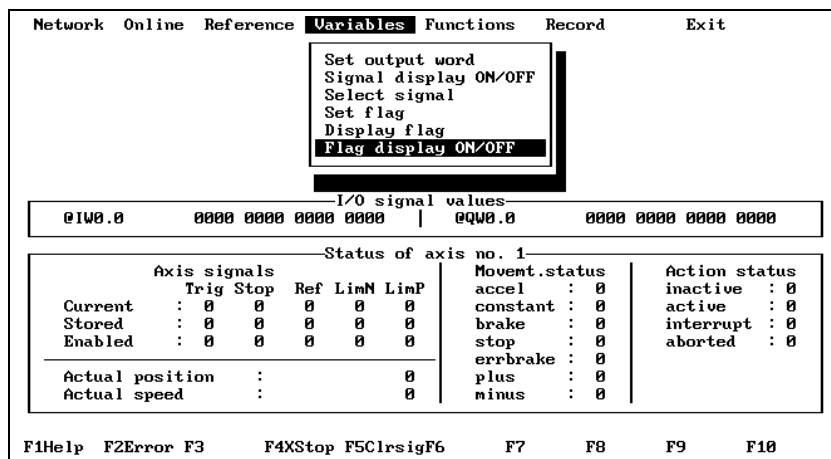 Network Online Reference Variables Functions Record Exit
Set output word
Signal display ON/OFF
Select signal
Set flag
Display flag
Flag display ON/OFF
I/O signal values
@IW0.0 0000 0000 0000 0000 | @QW0.0 0000 0000 0000 0000
Status of axis no. 1
Axis signals Movemt.status Action status
Trig Stop Ref LimN LimP accel : 0 inactive : 0
Current : 0 0 0 0 0 constant : 0 active : 0
Stored : 0 0 0 0 0 brake : 0 interrupt : 0
Enabled : 0 0 0 0 0 stop : 0 aborted : 0
errbrake : 0
Actual position : 0 plus : 0
Actual speed : 0 minus : 0
F1Help F2Error F3 F4XStop F5ClrsigF6 F7 F8 F9 F10